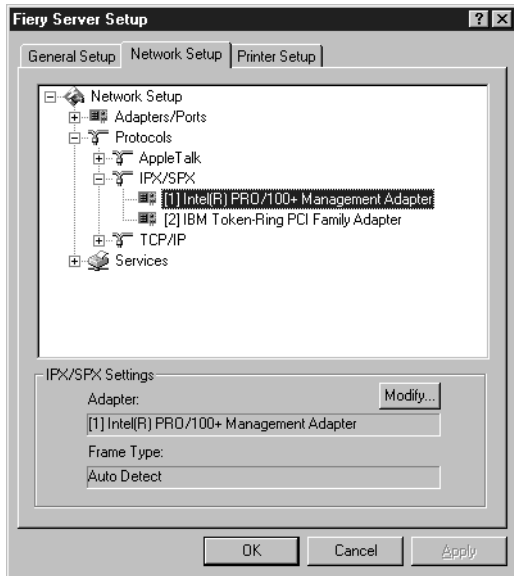 Fiery Server Setup
General Setup Network Setup Printer Setup
Network Setup
Adapters/Ports
Protocols
AppleTalk
IPX/SPX
[1] Intel(R) PRO/100+ Management Adapter
[2] IBM Token-Ring PCI Family Adapter
TCP/IP
Services
IPX/SPX Settings
Adapter:
Modify...
[1] Intel(R) PRO/100+ Management Adapter
Frame Type:
Auto Detect
OK Cancel Apply